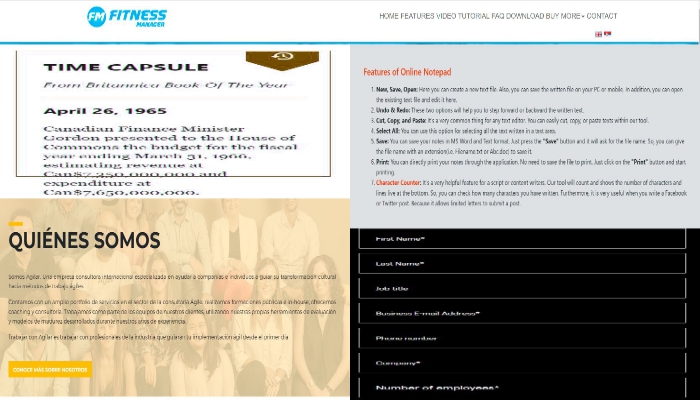 FM FITNESS
MANAGER
HOME FEATURES VIDEO TUTORIAL FAQ DOWNLOAD BUY MORE CONTACT
TIME CAPSULE
From Britannica Book Of The Year
April 26, 1965
Canadian Finance Minister
Gordon presented to the House of
Commons the budget for the fiscal
year ending March 31, 1966,
estimating revenue at
Can$7,350,000,000 and
expenditure at
Can$7,650,000,000.
Features of Online Notepad
1. New, Save, Open: Here you can create a new text file. Also, you can save the written file on your PC or mobile. In addition, you can open
the existing text file and edit it here.
2. Undo & Redo: These two options will help you to step forward or backward the written text.
3. Cut, Copy, and Paste: It's a very common thing for any text editor. You can easily cut, copy, or paste texts within our tool.
4. Select All: You can use this option for selecting all the text written in a text area.
5. Save: You can save your notes in MS Word and Text format. Just press the "Save" button and it will ask for the file name. So, you can give
the file name with an extension(i.e. Filename.txt or Abc.doc) to save it.
6. Print: You can directly print your notes through the application. No need to save the file to print. Just click on the "Print" button and start
printing.
7. Character Counter: It's a very helpful feature for a script or content writers. Our tool will count and shows the number of characters and
lines live at the bottom. So, you can check how many characters you have written. Furthermore, it is very useful when you write a Facebook
or Twitter post. Because it allows limited letters to submit a post.
QUIÉNES SOMOS
Somos Agilar. Una empresa consultora internacional especializada en ayudar a compañías e individuos a guiar su transformación cultural
hacia métodos de trabajo ágiles.
Contamos con un amplio portfolio de servicios en el sector de la consultoría Agile, realizamos formaciones públicas e in-house, ofrecemos
coaching y consultoría. Trabajamos como parte de los equipos de nuestros clientes, utilizando nuestras propias herramientas de evaluación
y modelos de madurez desarrollados durante nuestros años de experiencia.
Trabajar con Agilar es trabajar con profesionales de la industria que guiarán tu implementación ágil desde el primer día.
CONOCE MÁS SOBRE NOSOTROS
First Name*
Last Name*
Job title
Business E-mail Address*
Phone number
Company*
Number of employees*